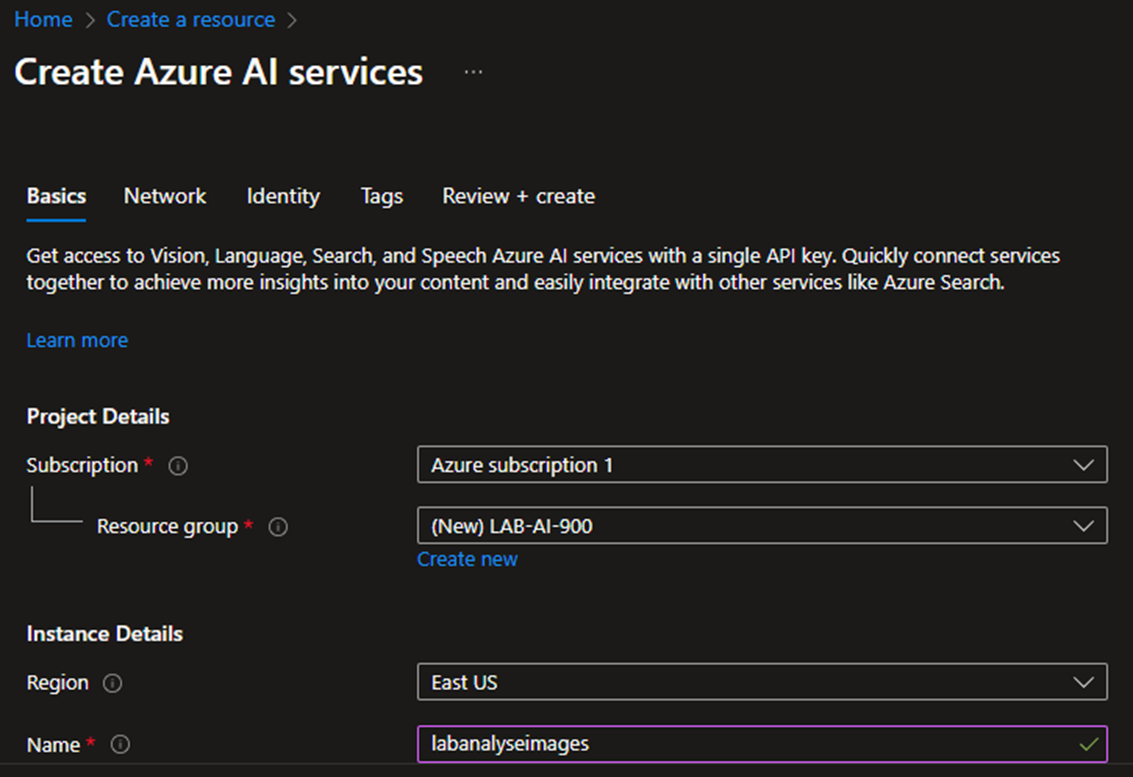 Home > Create a resource >
Create Azure AI services ...
Basics Network Identity Tags Review + create
Get access to Vision, Language, Search, and Speech Azure AI services with a single API key. Quickly connect services
together to achieve more insights into your content and easily integrate with other services like Azure Search.
Learn more
Project Details
Subscription * Azure subscription 1
Resource group * (New) LAB-AI-900
Create new
Instance Details
Region East US
Name * labanalyseimages